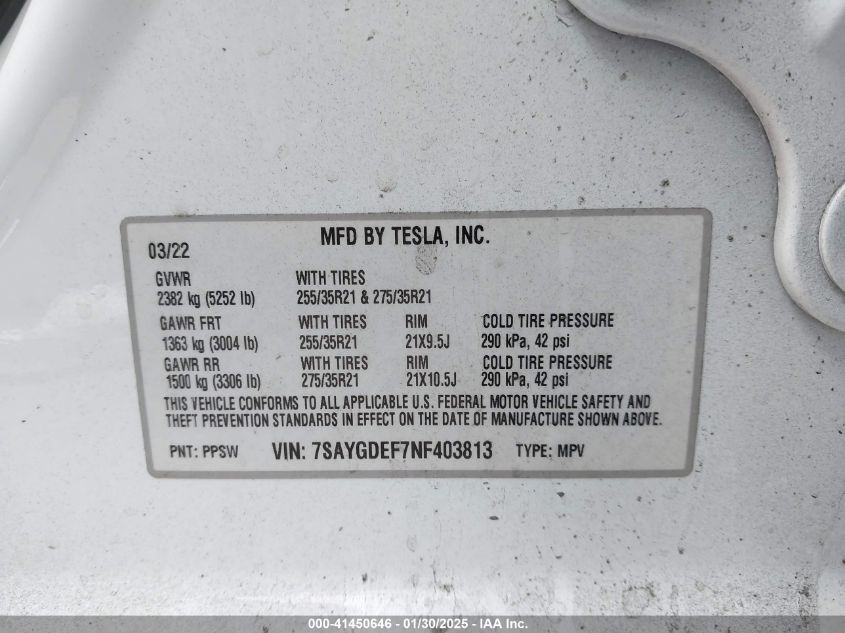 MFD BY TESLA, INC.
03/22
GVWR WITH TIRES
2382 kg (5252 lb) 255/35R21 & 275/35R21
GAWR FRT WITH TIRES RIM COLD TIRE PRESSURE
1363 kg (3004 lb) 255/35R21 21X9.5J 290 kPa, 42 psi
GAWR RR WITH TIRES RIM COLD TIRE PRESSURE
1500 kg (3306 lb) 275/35R21 21X10.5J 290 kPa, 42 psi
THIS VEHICLE CONFORMS TO ALL APPLICABLE U.S. FEDERAL MOTOR VEHICLE SAFETY AND
THEFT PREVENTION STANDARDS IN EFFECT ON THE DATE OF MANUFACTURE SHOWN ABOVE.
PNT: PPSW VIN: 7SAYGDEF7NF403813 TYPE: MPV
000-41450646 - 01/30/2025 - IAA Inc.